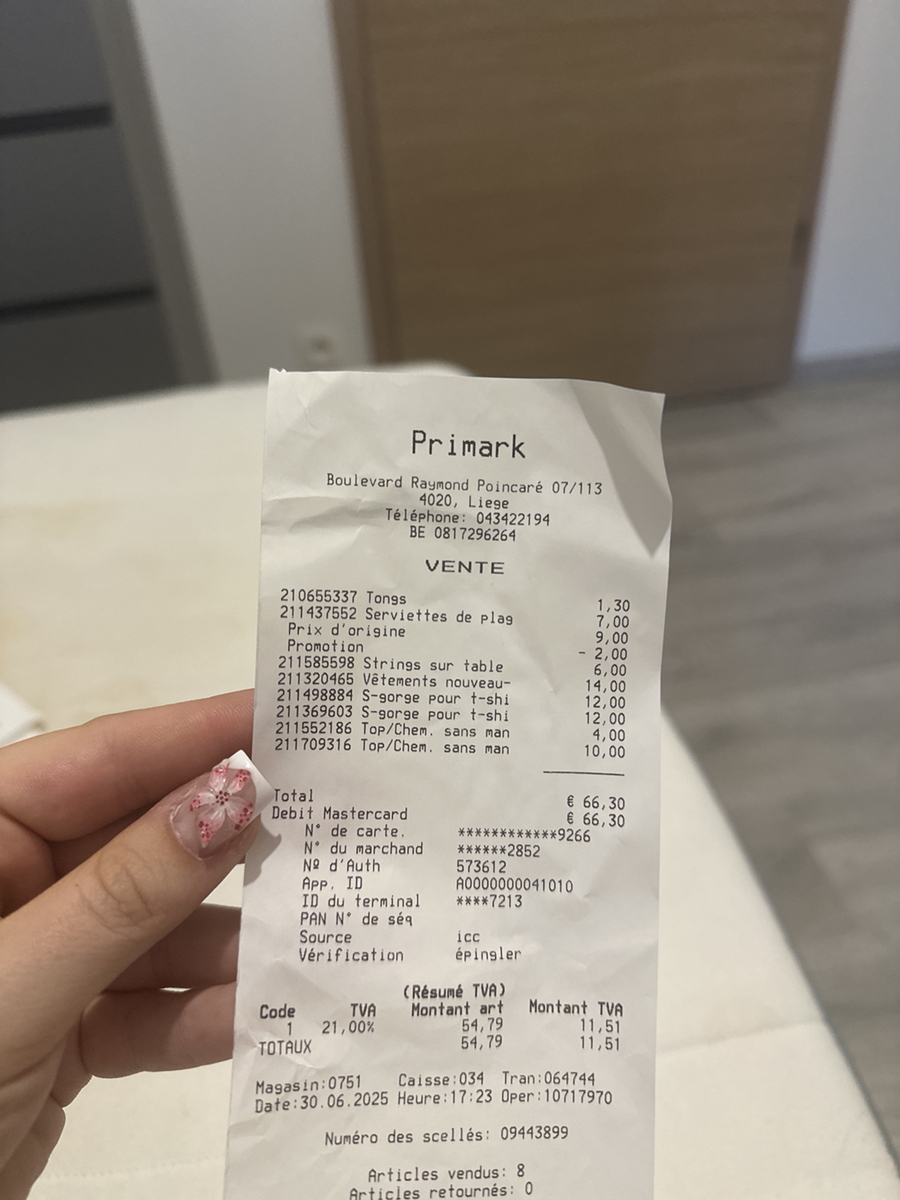 Primark
Boulevard Raymond Poincaré 07/113
4020, Liege
Téléphone: 043422194
BE 0817296264
VENTE
210655337 Tongs 1,30
211437552 Serviettes de plag 7,00
Prix d'origine 9,00
Promotion - 2,00
211585598 Strings sur table 6,00
211320465 Vêtements nouveau- 14,00
211498884 S-gorge pour t-shi 12,00
211369603 S-gorge pour t-shi 12,00
211552186 Top/Chem. sans man 4,00
211709316 Top/Chem. sans man 10,00
Total € 66,30
Debit Mastercard € 66,30
N° de carte. ************9266
N° du marchand ******2852
Nº d'Auth 573612
App. ID A0000000041010
ID du terminal ****7213
PAN N° de séq
Source icc
Vérification épingler
(Résumé TVA)
Code TVA Montant art Montant TVA
1 21,00% 54,79 11,51
TOTAUX 54,79 11,51
Magasin:0751 Caisse:034 Tran:064744
Date:30.06.2025 Heure:17:23 Oper:10717970
Numéro des scellés: 09443899
Articles vendus: 8
Articles retournés: 0